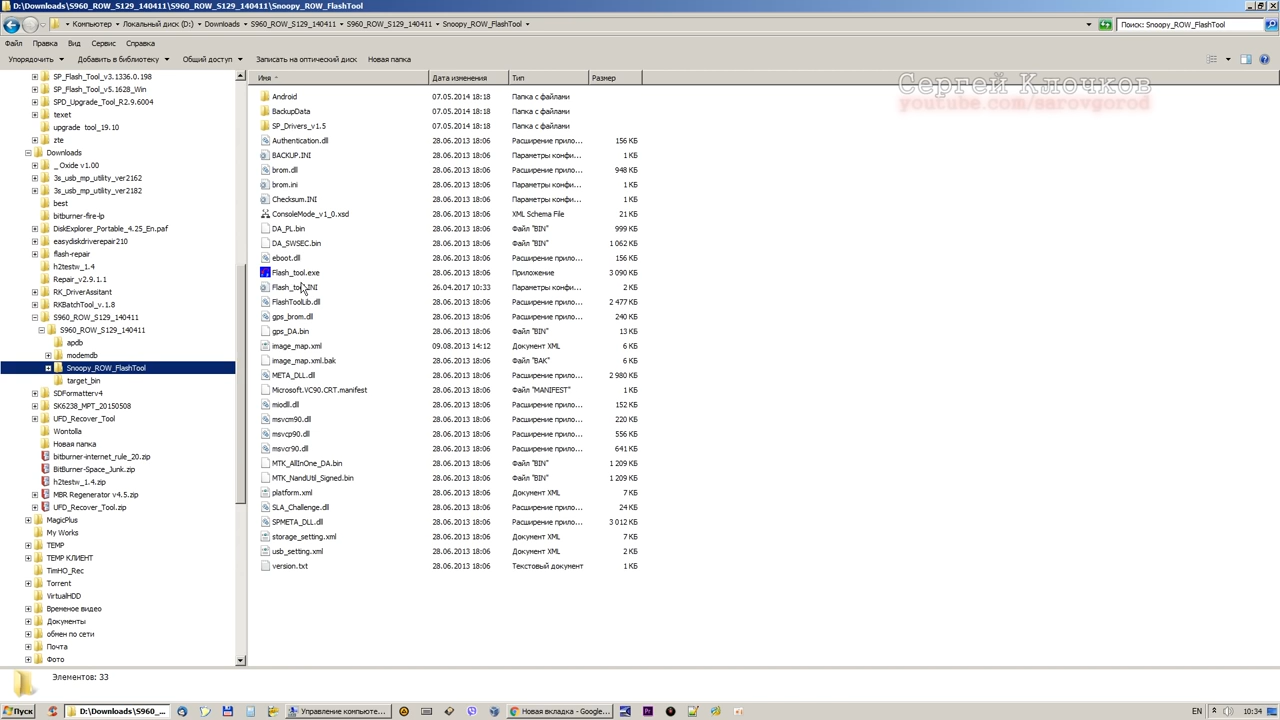 D:\Downloads\S960_ROW_S129_140411\S960_ROW_S129_140411\Snoopy_ROW_FlashTool
Компьютер Локальный диск (D:) Downloads S960_ROW_S129_140411 S960_ROW_S129_140411 Snoopy_ROW_FlashTool Поиск: Snoopy_ROW_FlashTool
Файл Правка Вид Сервис Справка
Упорядочить Добавить в библиотеку Общий доступ Записать на оптический диск Новая папка
SP_Flash_Tool_v3.1336.0.198
SP_Flash_Tool_v5.1628_Win
SPD_Upgrade_Tool_R2.9.6004
texet
upgrade tool_19.10
zte
Downloads
_ Oxide v1.00
3s_usb_mp_utility_ver2162
3s_usb_mp_utility_ver2182
best
bitburner-fire-lp
DiskExplorer_Portable_4.25_En.paf
easydiskdriverepair210
flash-repair
h2testw_1.4
Repair_v2.9.1.1
RK_DriverAssitant
RKBatchTool_v.1.8
S960_ROW_S129_140411
S960_ROW_S129_140411
apdb
modemdb
Snoopy_ROW_FlashTool
target_bin
SDFormatterv4
SK6238_MPT_20150508
UFD_Recover_Tool
Wontolla
Новая папка
bitburner-internet_rule_20.zip
BitBurner-Space_Junk.zip
h2testw_1.4.zip
MBR Regenerator v4.5.zip
UFD_Recover_Tool.zip
MagicPlus
My Works
TEMP
TEMP КЛИЕНТ
TimHO_Rec
Torrent
VirtualHDD
Временое видео
Документы
обмен по сети
Почта
Фото
Имя Дата изменения Тип Размер
Сергей Клочков
youtube.com/sarovgorod
Android 07.05.2014 18:18 Папка с файлами
BackupData 07.05.2014 18:18 Папка с файлами
SP_Drivers_v1.5 07.05.2014 18:18 Папка с файлами
Authentication.dll 28.06.2013 18:06 Расширение прило... 156 КБ
BACKUP.INI 28.06.2013 18:06 Параметры конфи... 1 КБ
brom.dll 28.06.2013 18:06 Расширение прило... 948 КБ
brom.ini 28.06.2013 18:06 Параметры конфи... 1 КБ
Checksum.INI 28.06.2013 18:06 Параметры конфи... 1 КБ
ConsoleMode_v1_0.xsd 28.06.2013 18:06 XML Schema File 21 КБ
DA_PL.bin 28.06.2013 18:06 Файл "BIN" 999 КБ
DA_SWSEC.bin 28.06.2013 18:06 Файл "BIN" 1 062 КБ
eboot.dll 28.06.2013 18:06 Расширение прило... 156 КБ
Flash_tool.exe 28.06.2013 18:06 Приложение 3 090 КБ
Flash_tool.INI 26.04.2017 10:33 Параметры конфи... 2 КБ
FlashToolLib.dll 28.06.2013 18:06 Расширение прило... 2 477 КБ
gps_brom.dll 28.06.2013 18:06 Расширение прило... 240 КБ
gps_DA.bin 28.06.2013 18:06 Файл "BIN" 13 КБ
image_map.xml 09.08.2013 14:12 Документ XML 6 КБ
image_map.xml.bak 28.06.2013 18:06 Файл "BAK" 6 КБ
META_DLL.dll 28.06.2013 18:06 Расширение прило... 2 980 КБ
Microsoft.VC90.CRT.manifest 28.06.2013 18:06 Файл "MANIFEST" 1 КБ
miodll.dll 28.06.2013 18:06 Расширение прило... 152 КБ
msvcm90.dll 28.06.2013 18:06 Расширение прило... 220 КБ
msvcp90.dll 28.06.2013 18:06 Расширение прило... 556 КБ
msvcr90.dll 28.06.2013 18:06 Расширение прило... 641 КБ
MTK_AllInOne_DA.bin 28.06.2013 18:06 Файл "BIN" 1 209 КБ
MTK_NandUtil_Signed.bin 28.06.2013 18:06 Файл "BIN" 1 209 КБ
platform.xml 28.06.2013 18:06 Документ XML 7 КБ
SLA_Challenge.dll 28.06.2013 18:06 Расширение прило... 24 КБ
SPMETA_DLL.dll 28.06.2013 18:06 Расширение прило... 3 012 КБ
storage_setting.xml 28.06.2013 18:06 Документ XML 7 КБ
usb_setting.xml 28.06.2013 18:06 Документ XML 2 КБ
version.txt 28.06.2013 18:06 Текстовый документ 1 КБ
Элементов: 33
Пуск D:\Downloads\S960_... Управление компьюте... Новая вкладка - Google... EN 10:34